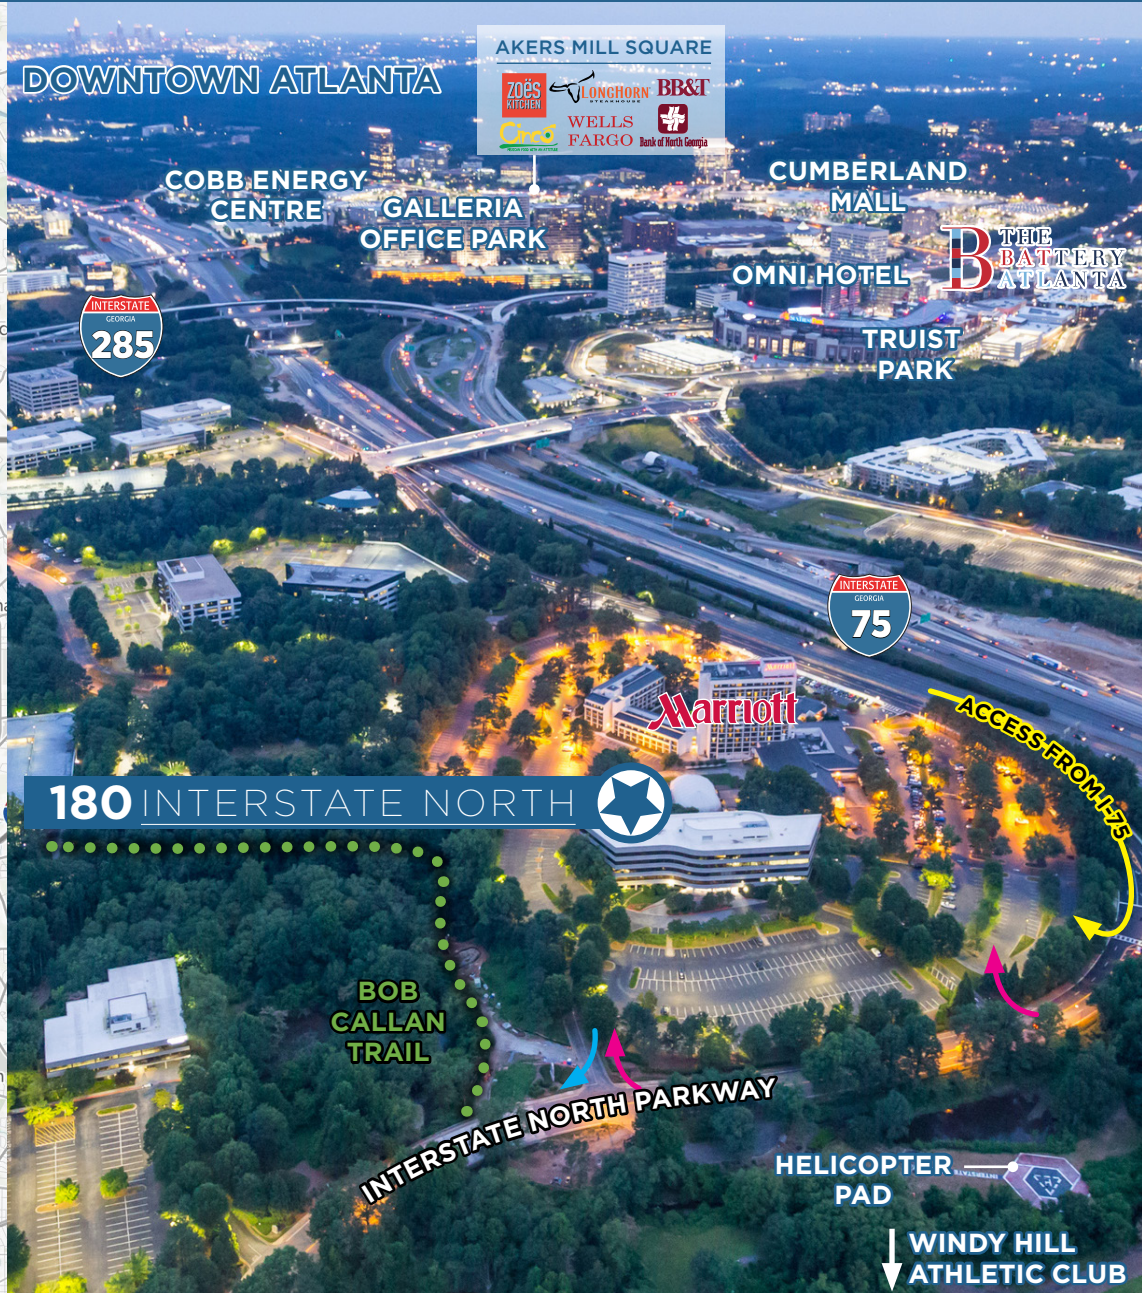 AKERS MILL SQUARE
DOWNTOWN ATLANTA
ZOËS
KITCHEN
LONGHORN
STEAKHOUSE
BB&T
Cinco
WELLS
FARGO
Bank of North Georgia
COBB ENERGY
CENTRE
GALLERIA
OFFICE PARK
CUMBERLAND
MALL
OMNI HOTEL
B THE
BATTERY
ATLANTA
TRUIST
PARK
INTERSTATE
GEORGIA
285
INTERSTATE
GEORGIA
75
Marriott
ACCESS FROM I-75
180 INTERSTATE NORTH
BOB
CALLAN
TRAIL
INTERSTATE NORTH PARKWAY
HELICOPTER
PAD
INTERSTATE
WINDY HILL
ATHLETIC CLUB